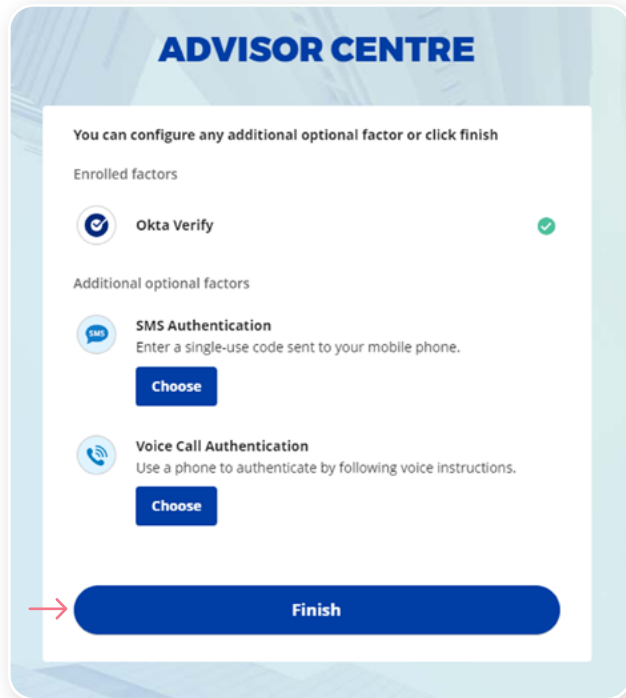 ADVISOR CENTRE
You can configure any additional optional factor or click finish
Enrolled factors
Okta Verify
Additional optional factors
SMS
SMS Authentication
Enter a single-use code sent to your mobile phone.
Choose
Voice Call Authentication
Use a phone to authenticate by following voice instructions.
Choose
Finish